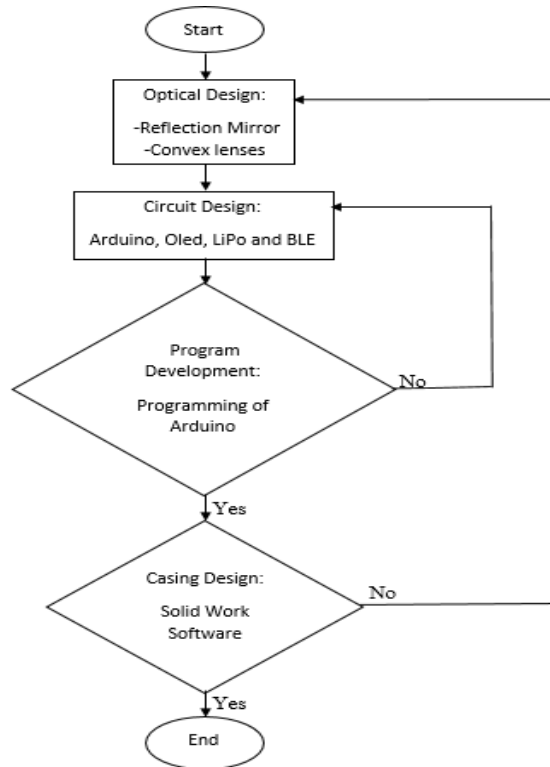 Start
Optical Design:
-Reflection Mirror
-Convex lenses
Circuit Design:
Arduino, Oled, LiPo and BLE
Program
Development:
Programming of
Arduino
No
Yes
Casing Design:
Solid Work
Software
No
Yes
End